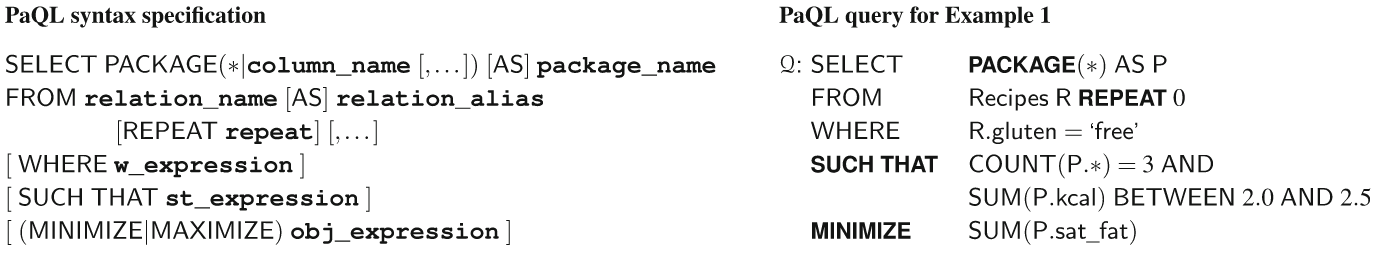 PaQL syntax specification
SELECT PACKAGE(∗|column_name [,…]) [AS] package_name
FROM relation_name [AS] relation_alias
[REPEAT repeat] [,…]
[ WHERE w_expression ]
[ SUCH THAT st_expression ]
[ (MINIMIZE|MAXIMIZE) obj_expression ]
PaQL query for Example 1
𝒬: SELECT PACKAGE(∗) AS P
FROM Recipes R REPEAT 0
WHERE R.gluten = ‘free’
SUCH THAT COUNT(P.∗) = 3 AND
SUM(P.kcal) BETWEEN 2.0 AND 2.5
MINIMIZE SUM(P.sat_fat)